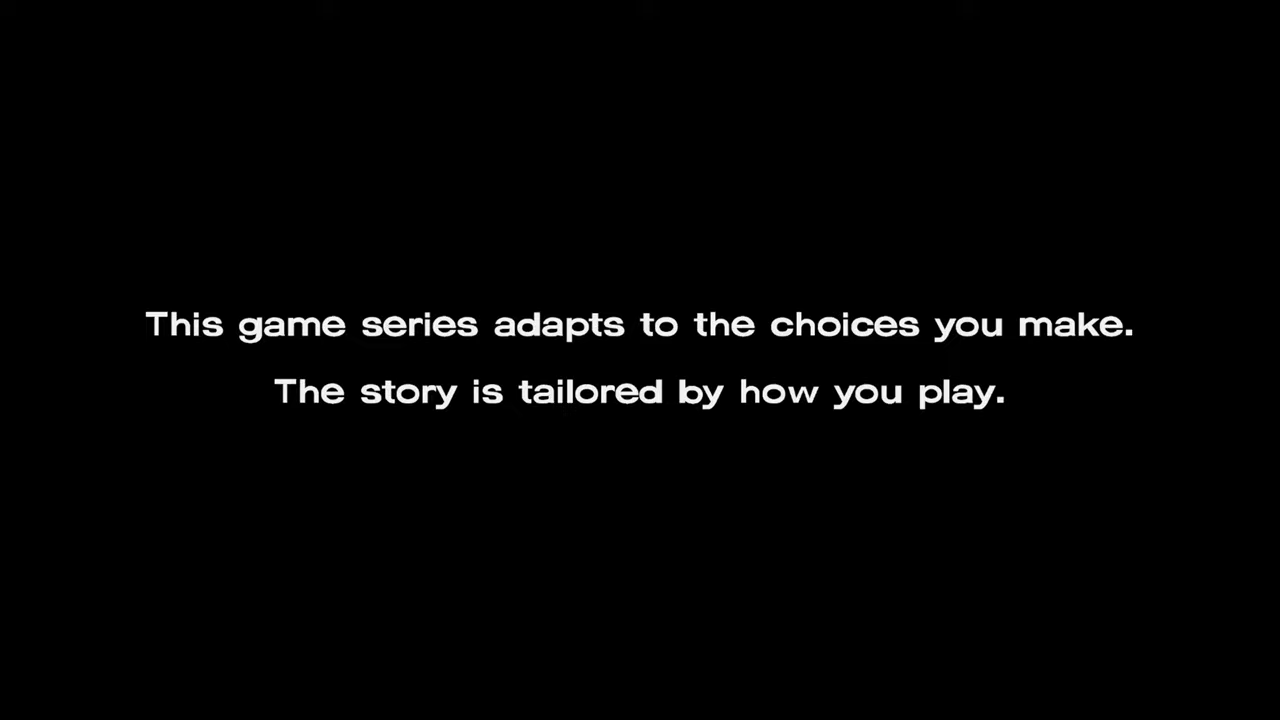 This game series adapts to the choices you make.
The story is tailored by how you play.